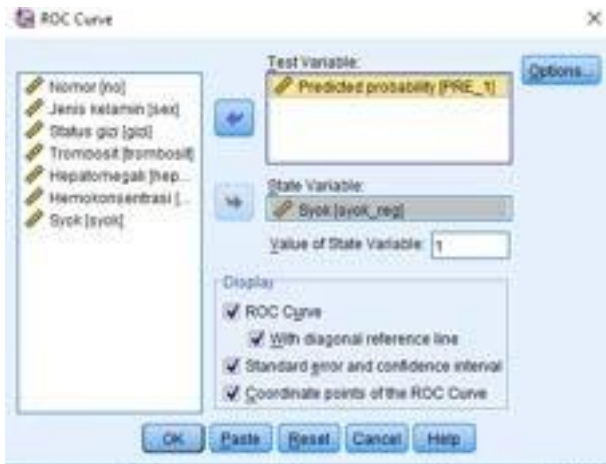 ROC Curve
Nomor [no]
Jenis kelamin [sex]
Status gizi [gizi]
Trombosit [trombosit]
Hepatomegali [hep...
Hemokonsentrasi [...
Syok [syok]
Test Variable:
Predicted probability [PRE_1]
Options...
State Variable:
Syok [syok_reg]
Value of State Variable: 1
Display
ROC Curve
With diagonal reference line
Standard error and confidence interval
Coordinate points of the ROC Curve
OK Paste Reset Cancel Help